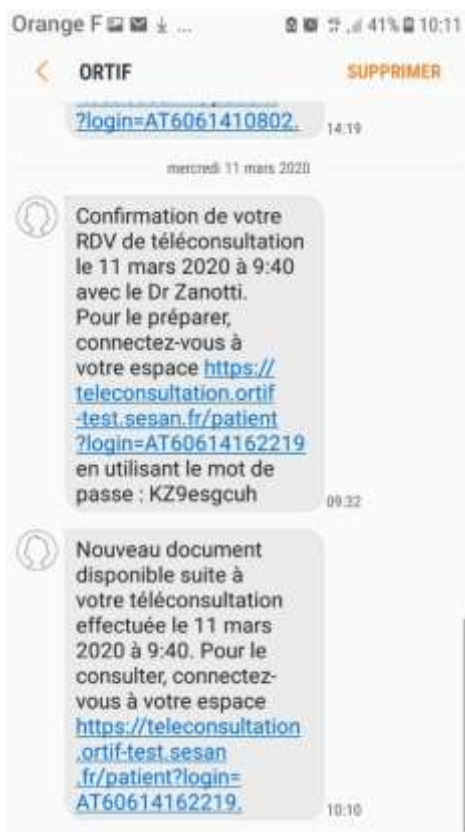 Orange F ...
41% 10:11
ORTIF
SUPPRIMER
?login=AT6061410802.
14:19
mercredi 11 mars 2020
Confirmation de votre
RDV de téléconsultation
le 11 mars 2020 à 9:40
avec le Dr Zanotti.
Pour le préparer,
connectez-vous à
votre espace https://
teleconsultation.ortif
-test.sesan.fr/patient
?login=AT60614162219
en utilisant le mot de
passe : KZ9esgcuh
09:32
Nouveau document
disponible suite à
votre téléconsultation
effectuée le 11 mars
2020 à 9:40. Pour le
consulter, connectez-
vous à votre espace
https://teleconsultation
.ortif-test.sesan
.fr/patient?login=
AT60614162219.
10:10